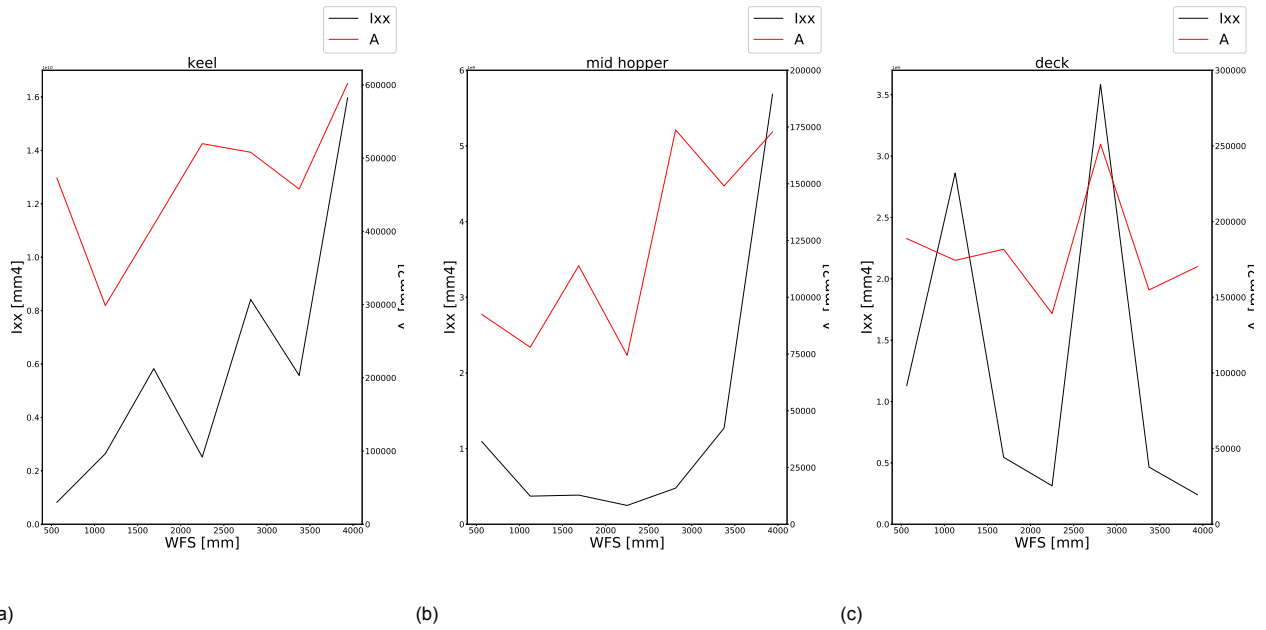 Ixx
A
keel
1e10
1.6
1.4
1.2
1.0
0.8
0.6
0.4
0.2
0.0
Ixx [mm4]
600000
500000
400000
300000
200000
100000
0
500 1000 1500 2000 2500 3000 3500 4000
WFS [mm]
a)
Ixx
A
mid hopper
1e9
6
5
4
3
2
1
0
Ixx [mm4]
200000
175000
150000
125000
100000
75000
50000
25000
0
500 1000 1500 2000 2500 3000 3500 4000
WFS [mm]
(b)
Ixx
A
deck
1e9
3.5
3.0
2.5
2.0
1.5
1.0
0.5
0.0
Ixx [mm4]
300000
250000
200000
150000
100000
50000
0
500 1000 1500 2000 2500 3000 3500 4000
WFS [mm]
(c)